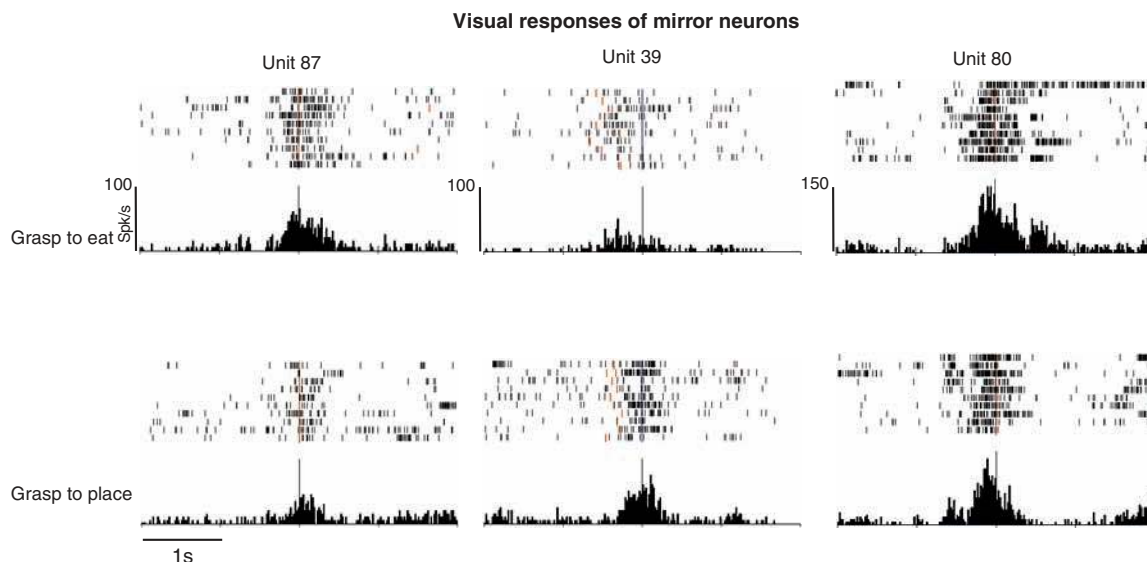 Visual responses of mirror neurons
Unit 87
Unit 39
Unit 80
100
100
150
Spk/s
Grasp to eat
Grasp to place
1s